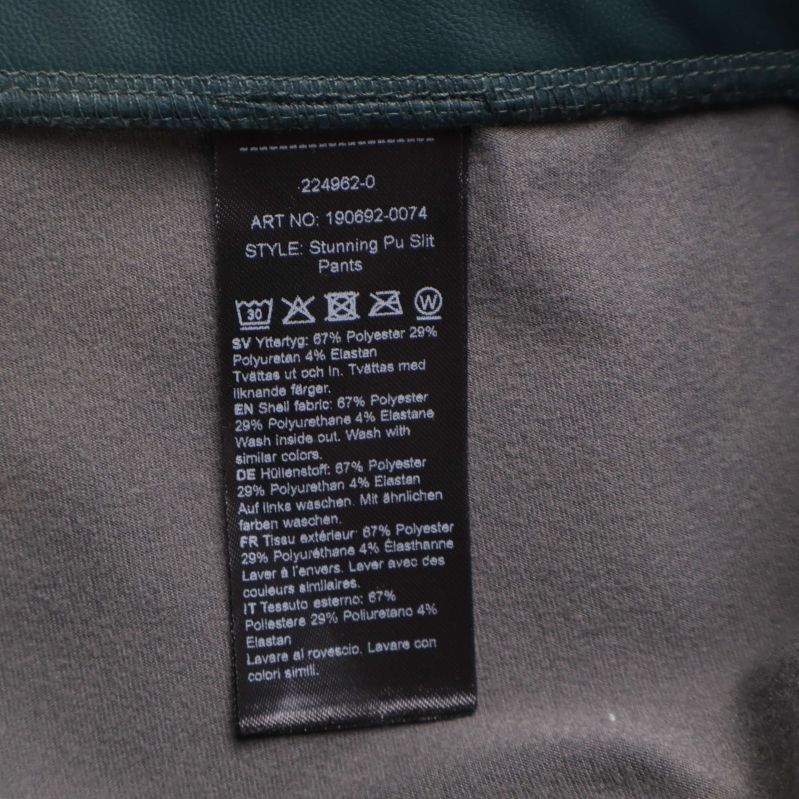 224962-0
ART NO: 190692-0074
STYLE: Stunning Pu Slit
Pants
30 W
SV Yttertyg: 67% Polyester 29%
Polyuretan 4% Elastan
Tvättas ut och in. Tvättas med
liknande färger.
EN Shell fabric: 67% Polyester
29% Polyurethane 4% Elastane
Wash inside out. Wash with
similar colors.
DE Hüllenstoff: 67% Polyester
29% Polyurethan 4% Elastan
Auf links waschen. Mit ähnlichen
farben waschen.
FR Tissu extérieur: 67% Polyester
29% Polyuréthane 4% Élasthanne
Laver à l'envers. Laver avec des
couleurs similaires.
IT Tessuto esterno: 67%
Poliestere 29% Poliuretano 4%
Elastan
Lavare al rovescio. Lavare con
colori simili.